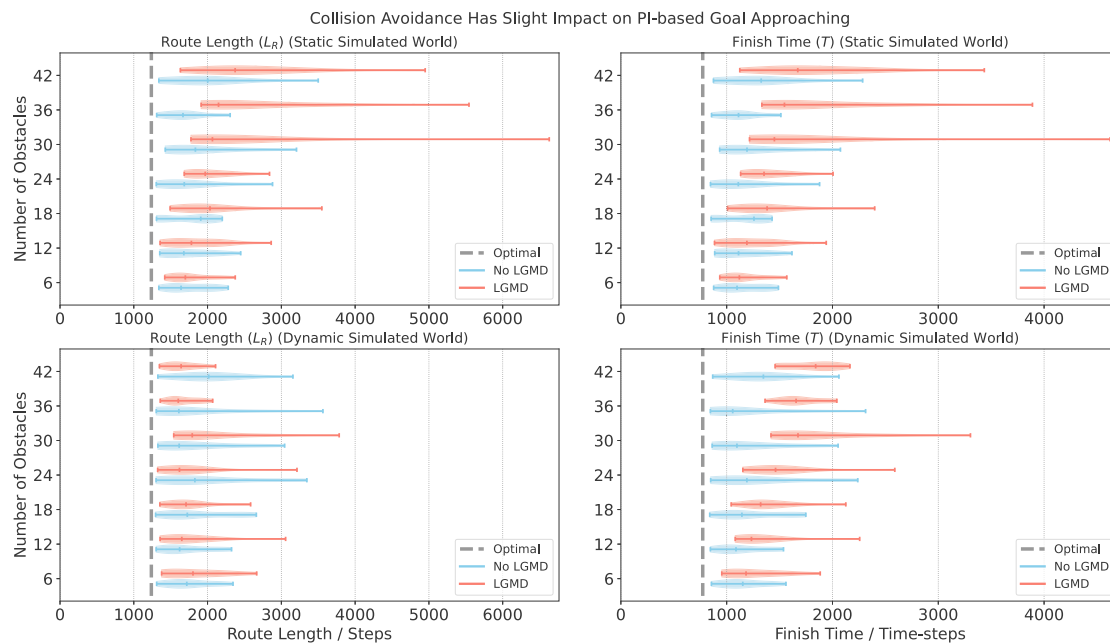 Collision Avoidance Has Slight Impact on PI-based Goal Approaching
Route Length (L_R) (Static Simulated World)
Number of Obstacles
42
36
30
24
18
12
6
Optimal
No LGMD
LGMD
0 1000 2000 3000 4000 5000 6000
Finish Time (T) (Static Simulated World)
42
36
30
24
18
12
6
Optimal
No LGMD
LGMD
0 1000 2000 3000 4000
Route Length (L_R) (Dynamic Simulated World)
Number of Obstacles
42
36
30
24
18
12
6
Optimal
No LGMD
LGMD
0 1000 2000 3000 4000 5000 6000
Route Length / Steps
Finish Time (T) (Dynamic Simulated World)
42
36
30
24
18
12
6
Optimal
No LGMD
LGMD
0 1000 2000 3000 4000
Finish Time / Time-steps